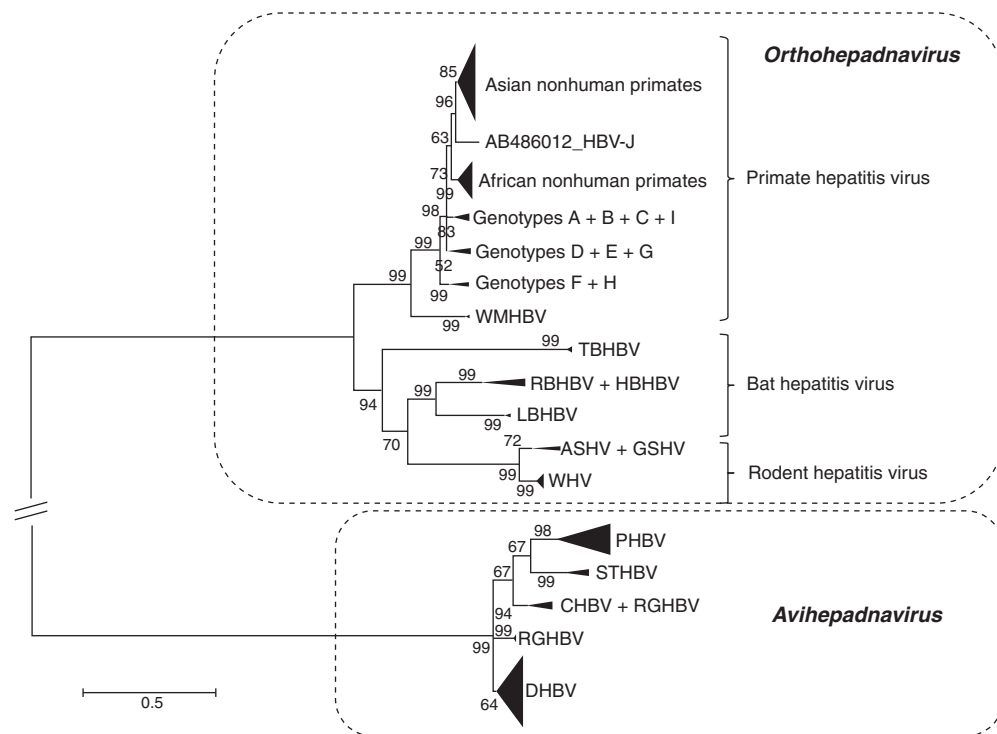 Orthohepadnavirus
85
Asian nonhuman primates
96
63
AB486012_HBV-J
73
African nonhuman primates
Primate hepatitis virus
99
98
Genotypes A + B + C + I
83
99
Genotypes D + E + G
52
99
Genotypes F + H
99
WMHBV
99
99
TBHBV
99
RBHBV + HBHBV
Bat hepatitis virus
99
94
LBHBV
99
70
72
ASHV + GSHV
99
WHV
Rodent hepatitis virus
99
98
PHBV
67
67
STHBV
99
CHBV + RGHBV
94
Avihepadnavirus
99
RGHBV
99
DHBV
64
0.5